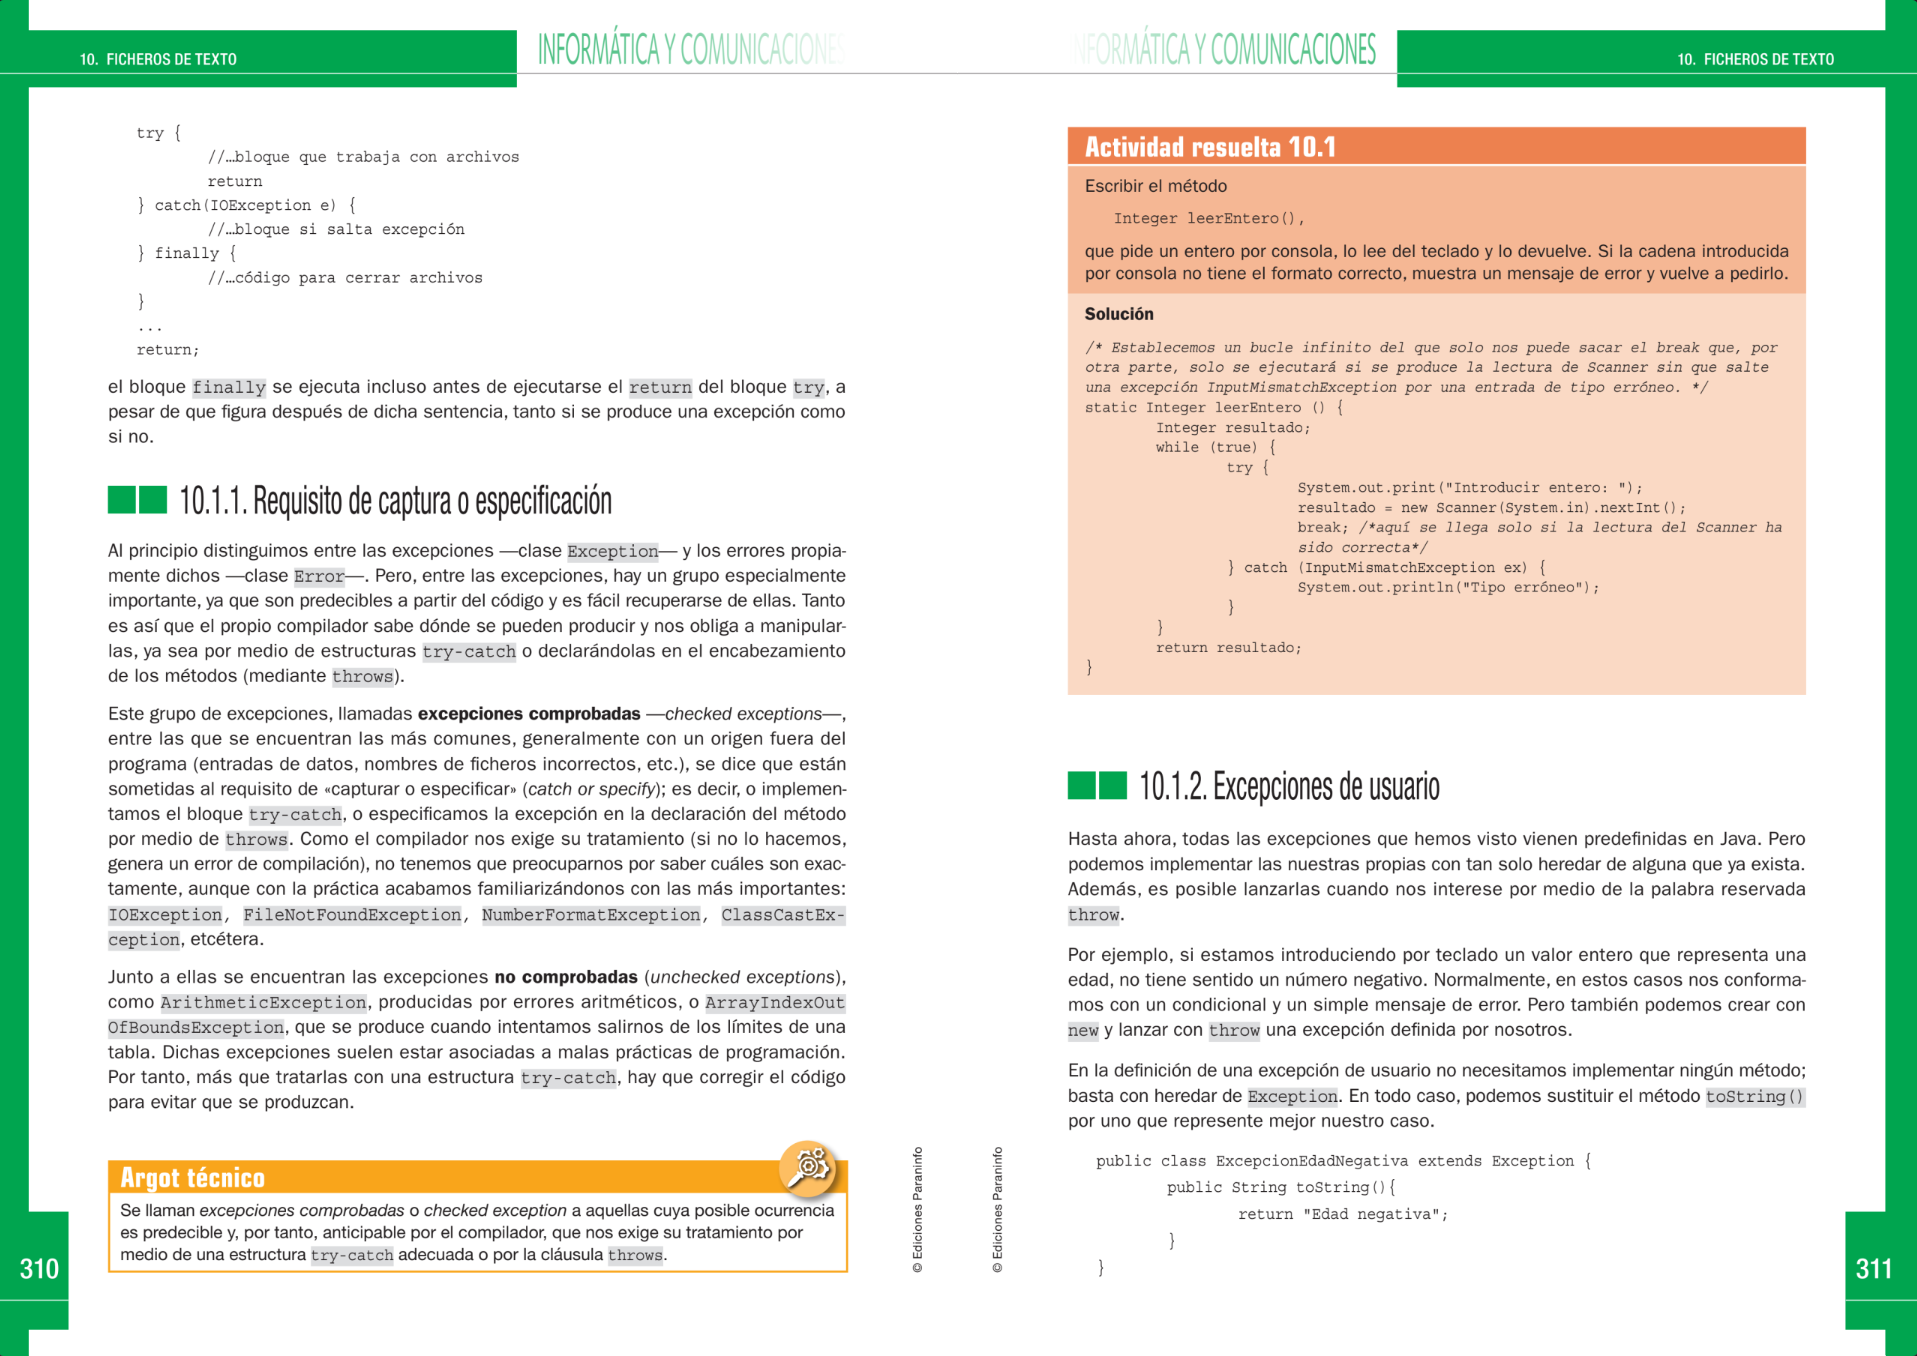 10. FICHEROS DE TEXTO
INFORMÁTICA Y COMUNICACIONES
try {
//…bloque que trabaja con archivos
return
} catch(IOException e) {
//…bloque si salta excepción
} finally {
//…código para cerrar archivos
}
...
return;
el bloque finally se ejecuta incluso antes de ejecutarse el return del bloque try, a
pesar de que figura después de dicha sentencia, tanto si se produce una excepción como
si no.
10.1.1. Requisito de captura o especificación
Al principio distinguimos entre las excepciones —clase Exception— y los errores propia-
mente dichos —clase Error—. Pero, entre las excepciones, hay un grupo especialmente
importante, ya que son predecibles a partir del código y es fácil recuperarse de ellas. Tanto
es así que el propio compilador sabe dónde se pueden producir y nos obliga a manipular-
las, ya sea por medio de estructuras try-catch o declarándolas en el encabezamiento
de los métodos (mediante throws).
Este grupo de excepciones, llamadas excepciones comprobadas —checked exceptions—,
entre las que se encuentran las más comunes, generalmente con un origen fuera del
programa (entradas de datos, nombres de ficheros incorrectos, etc.), se dice que están
sometidas al requisito de «capturar o especificar» (catch or specify); es decir, o implemen-
tamos el bloque try-catch, o especificamos la excepción en la declaración del método
por medio de throws. Como el compilador nos exige su tratamiento (si no lo hacemos,
genera un error de compilación), no tenemos que preocuparnos por saber cuáles son exac-
tamente, aunque con la práctica acabamos familiarizándonos con las más importantes:
IOException, FileNotFoundException, NumberFormatException, ClassCastEx-
ception, etcétera.
Junto a ellas se encuentran las excepciones no comprobadas (unchecked exceptions),
como ArithmeticException, producidas por errores aritméticos, o ArrayIndexOut
OfBoundsException, que se produce cuando intentamos salirnos de los límites de una
tabla. Dichas excepciones suelen estar asociadas a malas prácticas de programación.
Por tanto, más que tratarlas con una estructura try-catch, hay que corregir el código
para evitar que se produzcan.
Argot técnico
Se llaman excepciones comprobadas o checked exception a aquellas cuya posible ocurrencia
es predecible y, por tanto, anticipable por el compilador, que nos exige su tratamiento por
medio de una estructura try-catch adecuada o por la cláusula throws.
310
© Ediciones Paraninfo
INFORMÁTICA Y COMUNICACIONES
10. FICHEROS DE TEXTO
Actividad resuelta 10.1
Escribir el método
Integer leerEntero(),
que pide un entero por consola, lo lee del teclado y lo devuelve. Si la cadena introducida
por consola no tiene el formato correcto, muestra un mensaje de error y vuelve a pedirlo.
Solución
/* Establecemos un bucle infinito del que solo nos puede sacar el break que, por
otra parte, solo se ejecutará si se produce la lectura de Scanner sin que salte
una excepción InputMismatchException por una entrada de tipo erróneo. */
static Integer leerEntero () {
Integer resultado;
while (true) {
try {
System.out.print("Introducir entero: ");
resultado = new Scanner(System.in).nextInt();
break; /*aquí se llega solo si la lectura del Scanner ha
sido correcta*/
} catch (InputMismatchException ex) {
System.out.println("Tipo erróneo");
}
}
return resultado;
}
10.1.2. Excepciones de usuario
Hasta ahora, todas las excepciones que hemos visto vienen predefinidas en Java. Pero
podemos implementar las nuestras propias con tan solo heredar de alguna que ya exista.
Además, es posible lanzarlas cuando nos interese por medio de la palabra reservada
throw.
Por ejemplo, si estamos introduciendo por teclado un valor entero que representa una
edad, no tiene sentido un número negativo. Normalmente, en estos casos nos conforma-
mos con un condicional y un simple mensaje de error. Pero también podemos crear con
new y lanzar con throw una excepción definida por nosotros.
En la definición de una excepción de usuario no necesitamos implementar ningún método;
basta con heredar de Exception. En todo caso, podemos sustituir el método toString()
por uno que represente mejor nuestro caso.
public class ExcepcionEdadNegativa extends Exception {
public String toString(){
return "Edad negativa";
}
}
© Ediciones Paraninfo
311